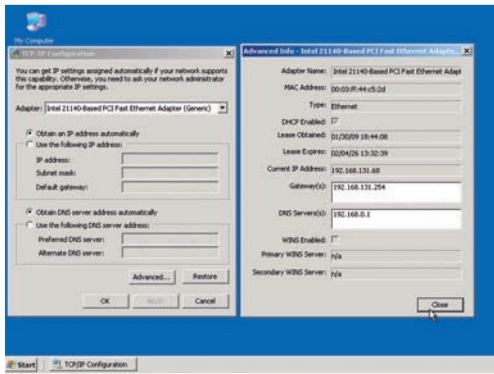 My Computer
TCP/IP Configuration
You can get IP settings assigned automatically if your network supports
this capability. Otherwise, you need to ask your network administrator
for the appropriate IP settings.
Adapter: Intel 21140-Based PCI Fast Ethernet Adapter (Generic)
Obtain an IP address automatically
Use the following IP address:
IP address:
Subnet mask:
Default gateway:
Obtain DNS server address automatically
Use the following DNS server address:
Preferred DNS server:
Alternate DNS server:
Advanced... Restore
OK Apply Cancel
Advanced Info - Intel 21140-Based PCI Fast Ethernet Adapte...
Adapter Name: Intel 21140-Based PCI Fast Ethernet Adapt
MAC Address: 00:03:ff:44:c5:2d
Type: Ethernet
DHCP Enabled:
Lease Obtained: 01/30/09 18:44:08
Lease Expires: 02/04/26 13:32:39
Current IP Address: 192.168.131.68
Gateway(s): 192.168.131.254
DNS Servers(s): 192.168.0.1
WINS Enabled:
Primary WINS Server: n/a
Secondary WINS Server: n/a
Close
Start TCP/IP Configuration